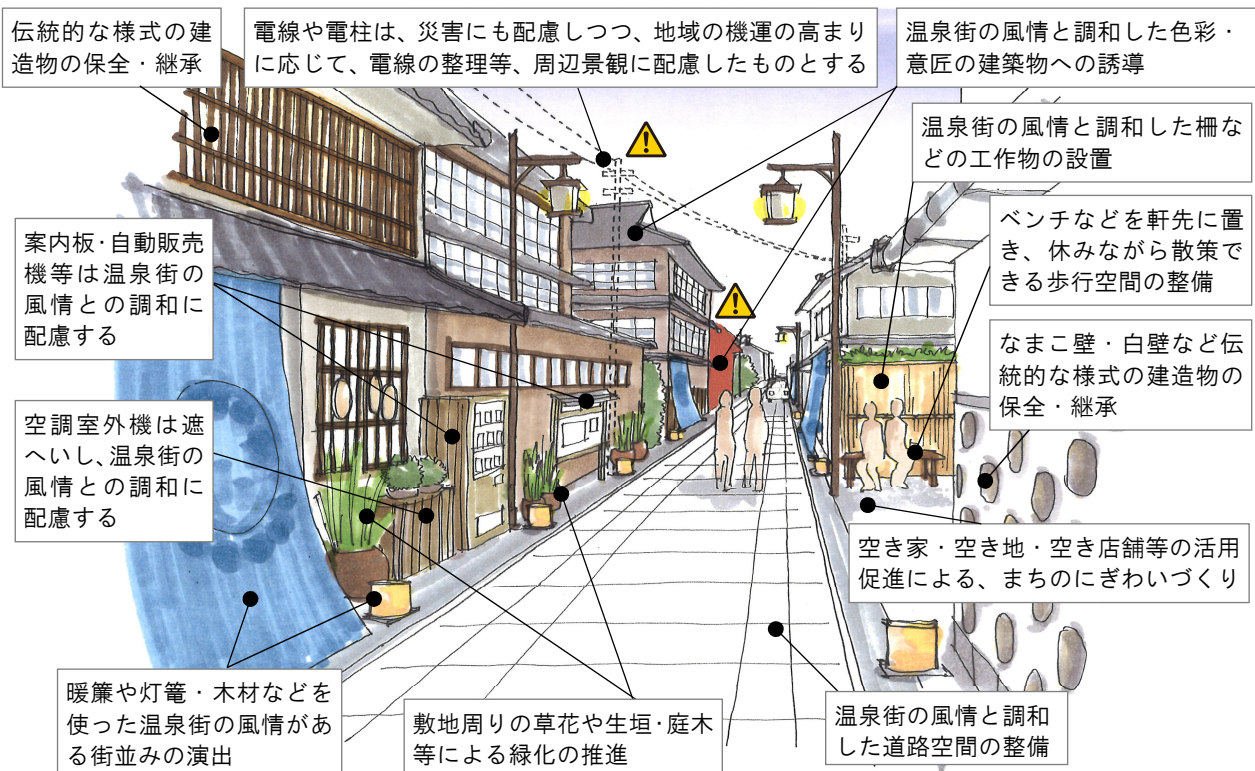 伝統的な様式の建
造物の保全・継承
電線や電柱は、災害にも配慮しつつ、地域の機運の高まり
に応じて、電線の整理等、周辺景観に配慮したものとする
温泉街の風情と調和した色彩・
意匠の建築物への誘導
温泉街の風情と調和した柵な
どの工作物の設置
案内板・自動販売
機等は温泉街の
風情との調和に
配慮する
ベンチなどを軒先に置
き、休みながら散策で
きる歩行空間の整備
なまこ壁・白壁など伝
統的な様式の建造物の
保全・継承
空調室外機は遮
へいし、温泉街の
風情との調和に
配慮する
空き家・空き地・空き店舗等の活用
促進による、まちのにぎわいづくり
暖簾や灯篭・木材などを
使った温泉街の風情があ
る街並みの演出
敷地周りの草花や生垣・庭木
等による緑化の推進
温泉街の風情と調和
した道路空間の整備